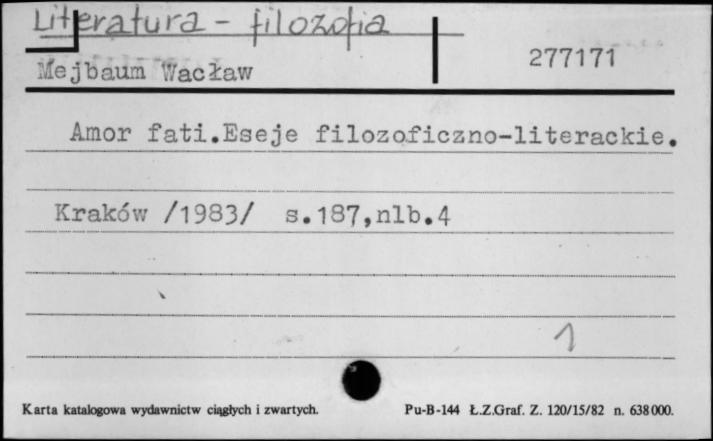 Literatura - filozofia
Mejbaum Wacław
277171
Amor fati.Eseje filozoficzno-literackie.
Kraków /1983/ s.187,nlb.4
1
Karta katalogowa wydawnictw ciągłych i zwartych.
Pu-B-144 Ł.Z.Graf. Z. 120/15/82 n. 638000.